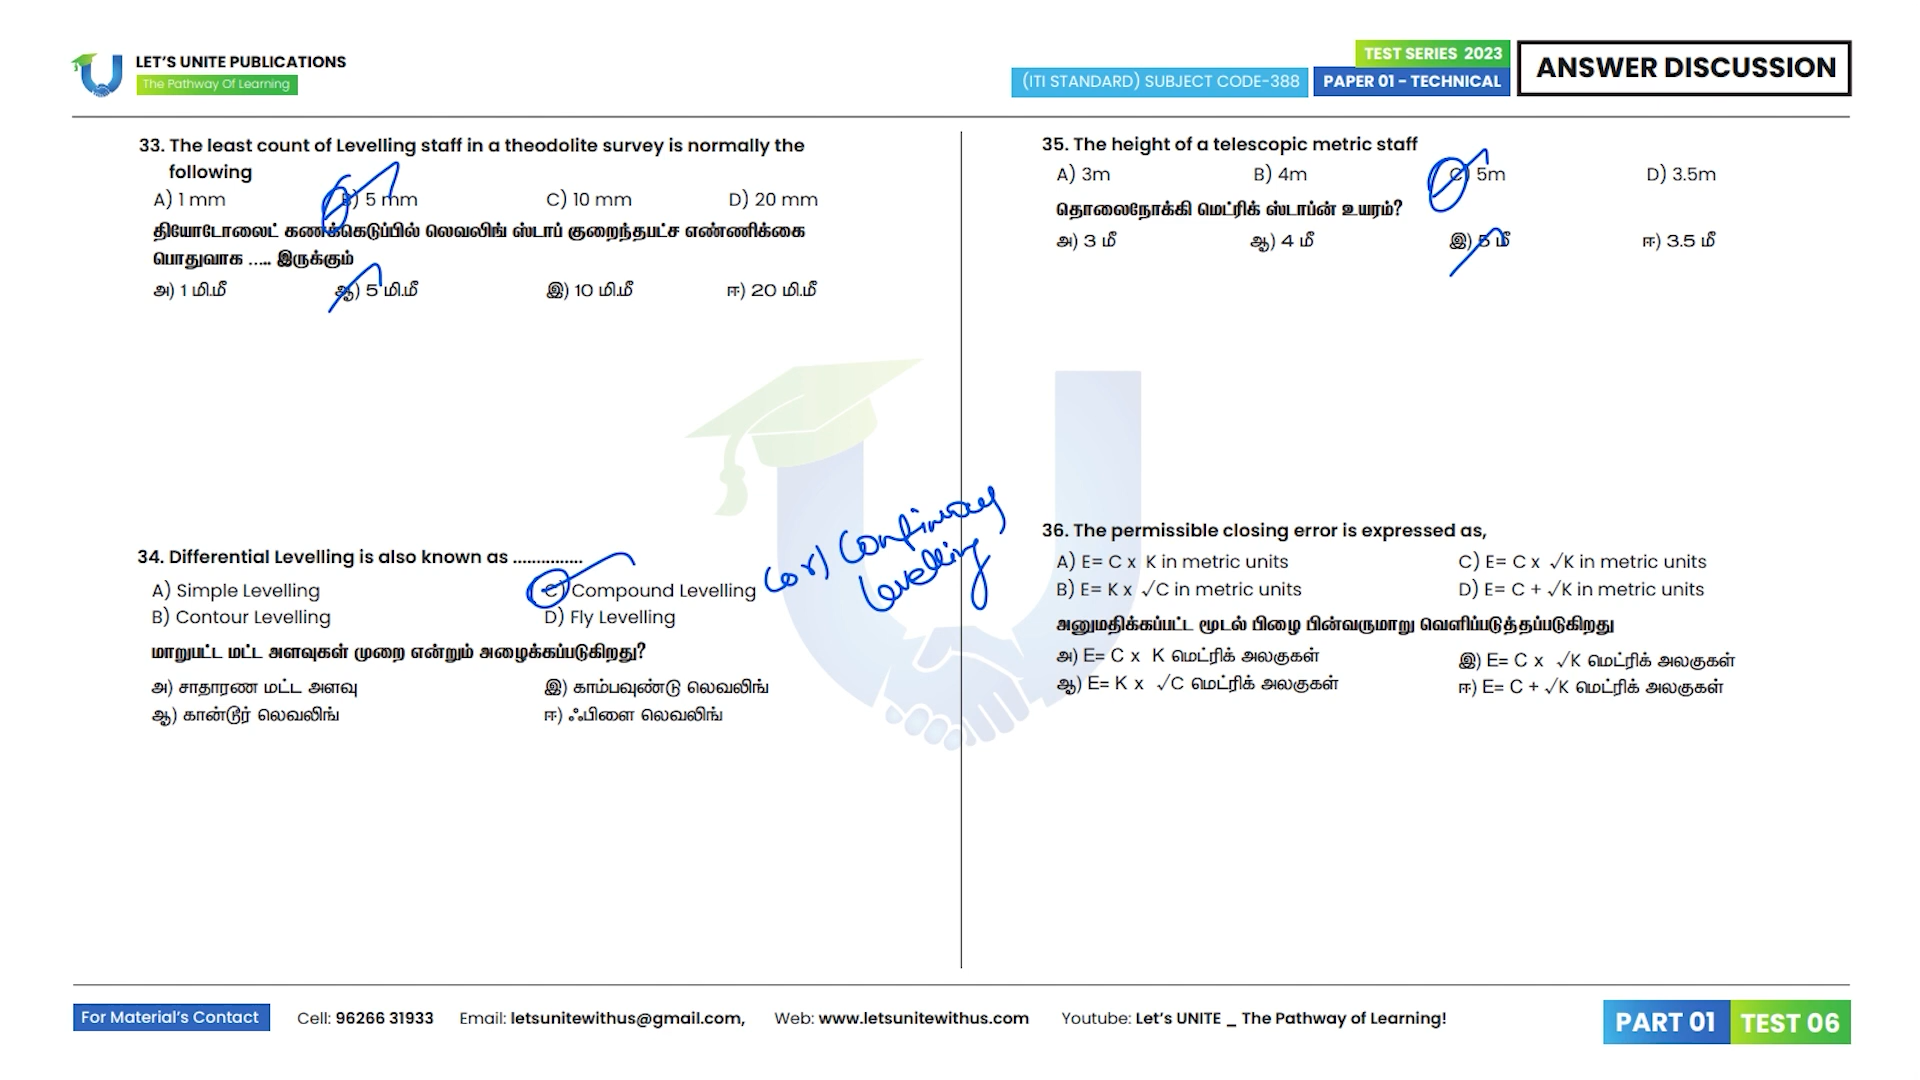 LET'S UNITE PUBLICATIONS
The Pathway Of Learning
TEST SERIES 2023
(ITI STANDARD) SUBJECT CODE-388
PAPER 01 - TECHNICAL
ANSWER DISCUSSION
33. The least count of Levelling staff in a theodolite survey is normally the
following
A) 1 mm B) 5 mm C) 10 mm D) 20 mm
தியோடோலைட் கணக்கெடுப்பில் லெவலிங் ஸ்டாப் குறைந்தபட்ச எண்ணிக்கை
பொதுவாக ..... இருக்கும்
அ) 1 மி.மீ ஆ) 5 மி.மீ இ) 10 மி.மீ ஈ) 20 மி.மீ
34. Differential Levelling is also known as ..............
A) Simple Levelling C) Compound Levelling
(or) Continuous
Levelling
B) Contour Levelling D) Fly Levelling
மாறுபட்ட மட்ட அளவுகள் முறை என்றும் அழைக்கப்படுகிறது?
அ) சாதாரண மட்ட அளவு இ) காம்பவுண்டு லெவலிங்
ஆ) கான்டூர் லெவலிங் ஈ) ஃபிளை லெவலிங்
35. The height of a telescopic metric staff
A) 3m B) 4m C) 5m D) 3.5m
தொலைநோக்கி மெட்ரிக் ஸ்டாப்ன் உயரம்?
அ) 3 மீ ஆ) 4 மீ இ) 5 மீ ஈ) 3.5 மீ
36. The permissible closing error is expressed as,
A) E= C x K in metric units C) E= C x √K in metric units
B) E= K x √C in metric units D) E= C + √K in metric units
அனுமதிக்கப்பட்ட மூடல் பிழை பின்வருமாறு வெளிப்படுத்தப்படுகிறது
அ) E= C x K மெட்ரிக் அலகுகள் இ) E= C x √K மெட்ரிக் அலகுகள்
ஆ) E= K x √C மெட்ரிக் அலகுகள் ஈ) E= C + √K மெட்ரிக் அலகுகள்
For Material's Contact Cell: 96266 31933 Email: letsunitewithus@gmail.com, Web: www.letsunitewithus.com Youtube: Let's UNITE _ The Pathway of Learning!
PART 01 TEST 06